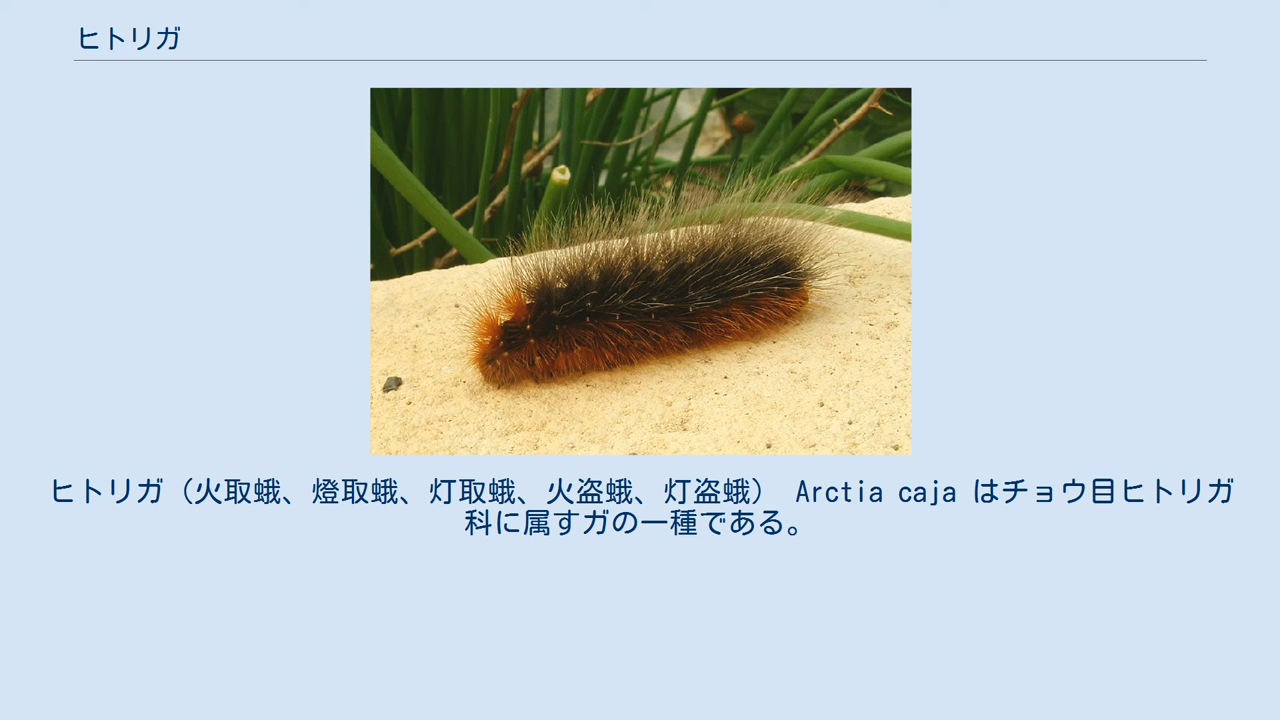 ヒトリガ
ヒトリガ（火取蛾、燈取蛾、灯取蛾、火盗蛾、灯盗蛾） Arctia caja はチョウ目ヒトリガ
科に属すガの一種である。